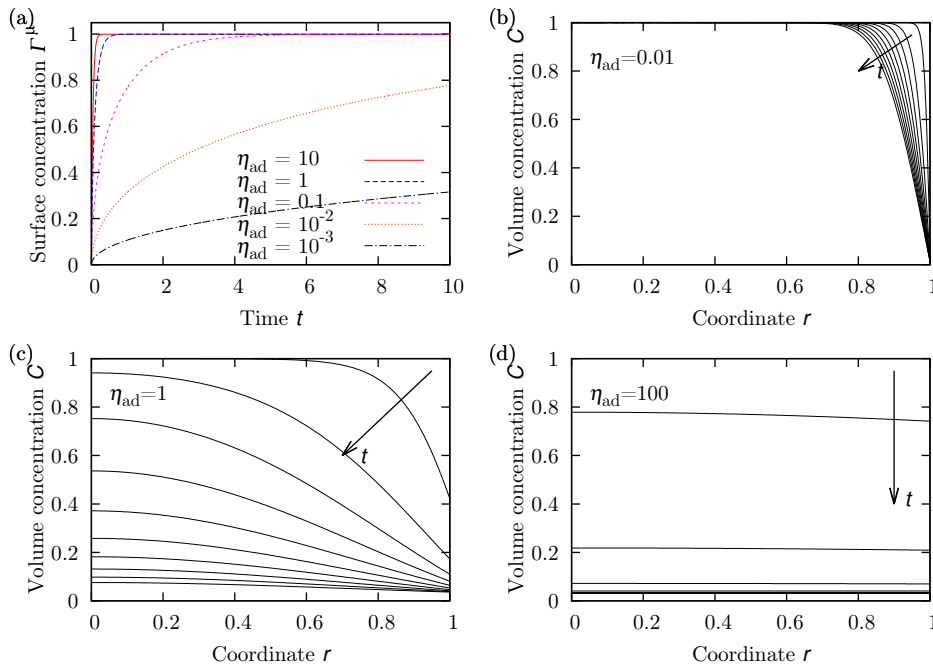 (a)
Surface concentration Γ^μ
1
0.8
0.6
0.4
0.2
0
η_ad = 10
η_ad = 1
η_ad = 0.1
η_ad = 10^-2
η_ad = 10^-3
0 2 4 6 8 10
Time t
(b)
Volume concentration C
1
0.8
0.6
0.4
0.2
0
η_ad=0.01
t
0 0.2 0.4 0.6 0.8 1
Coordinate r
(c)
Volume concentration C
1
0.8
0.6
0.4
0.2
0
η_ad=1
t
0 0.2 0.4 0.6 0.8 1
Coordinate r
(d)
Volume concentration C
1
0.8
0.6
0.4
0.2
0
η_ad=100
t
0 0.2 0.4 0.6 0.8 1
Coordinate r